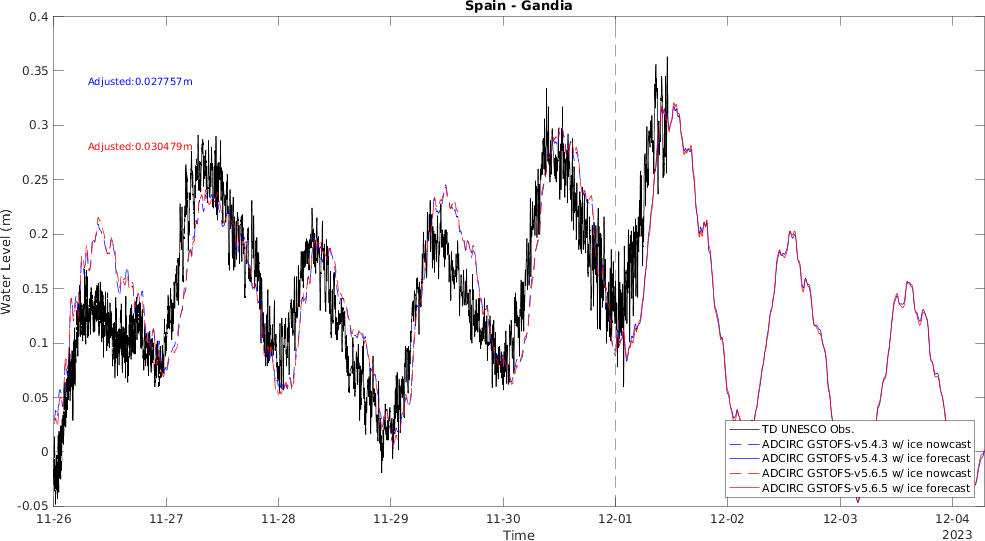 Spain - Gandia
0.4
0.35
0.3
0.25
0.2
0.15
0.1
0.05
0
-0.05
Water Level (m)
Adjusted:0.027757m
Adjusted:0.030479m
TD UNESCO Obs.
ADCIRC GSTOFS-v5.4.3 w/ ice nowcast
ADCIRC GSTOFS-v5.4.3 w/ ice forecast
ADCIRC GSTOFS-v5.6.5 w/ ice nowcast
ADCIRC GSTOFS-v5.6.5 w/ ice forecast
11-26 11-27 11-28 11-29 11-30 12-01 12-02 12-03 12-04
Time
2023